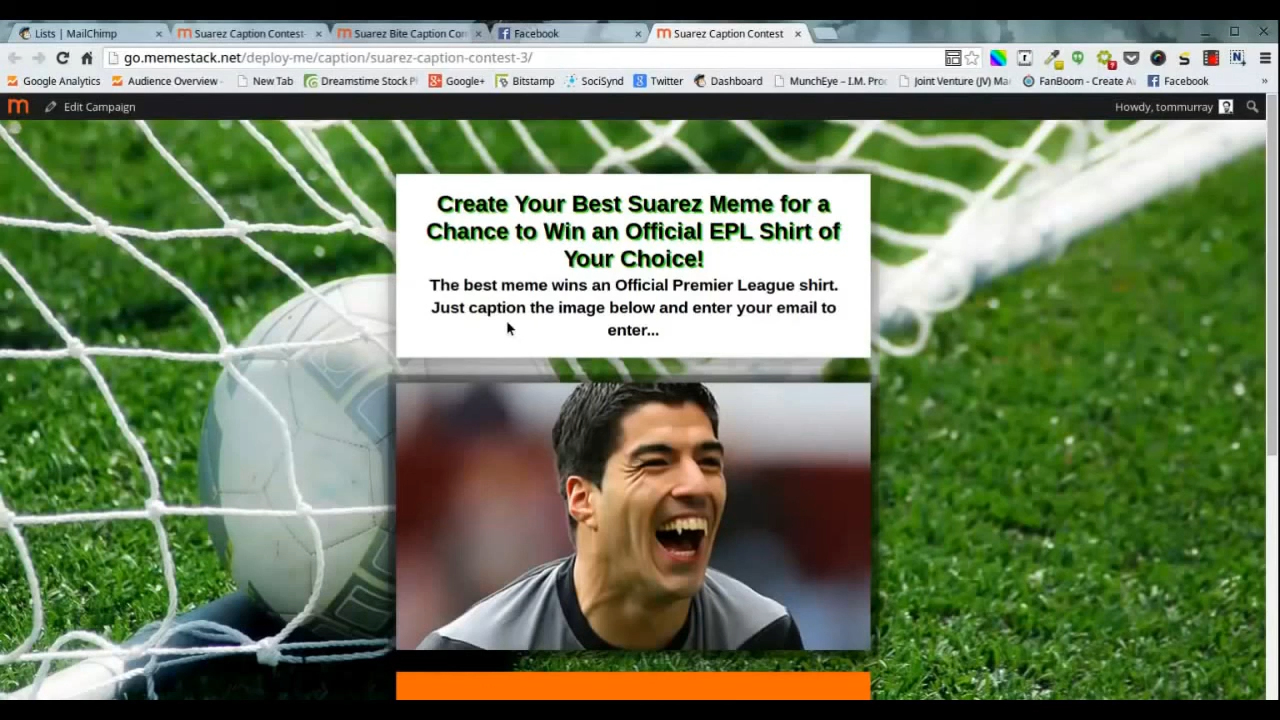 Lists | MailChimp
Suarez Caption Contest-
Suarez Bite Caption Con
Facebook
Suarez Caption Contest
go.memestack.net/deploy-me/caption/suarez-caption-contest-3/
Google Analytics
Audience Overview -
New Tab
Dreamstime Stock P
Google+
Bitstamp
SociSynd
Twitter
Dashboard
MunchEye – I.M. Pro
Joint Venture (JV) Ma
FanBoom - Create Av
Facebook
»
Edit Campaign
Howdy, tommurray
Create Your Best Suarez Meme for a
Chance to Win an Official EPL Shirt of
Your Choice!
The best meme wins an Official Premier League shirt.
Just caption the image below and enter your email to
enter...